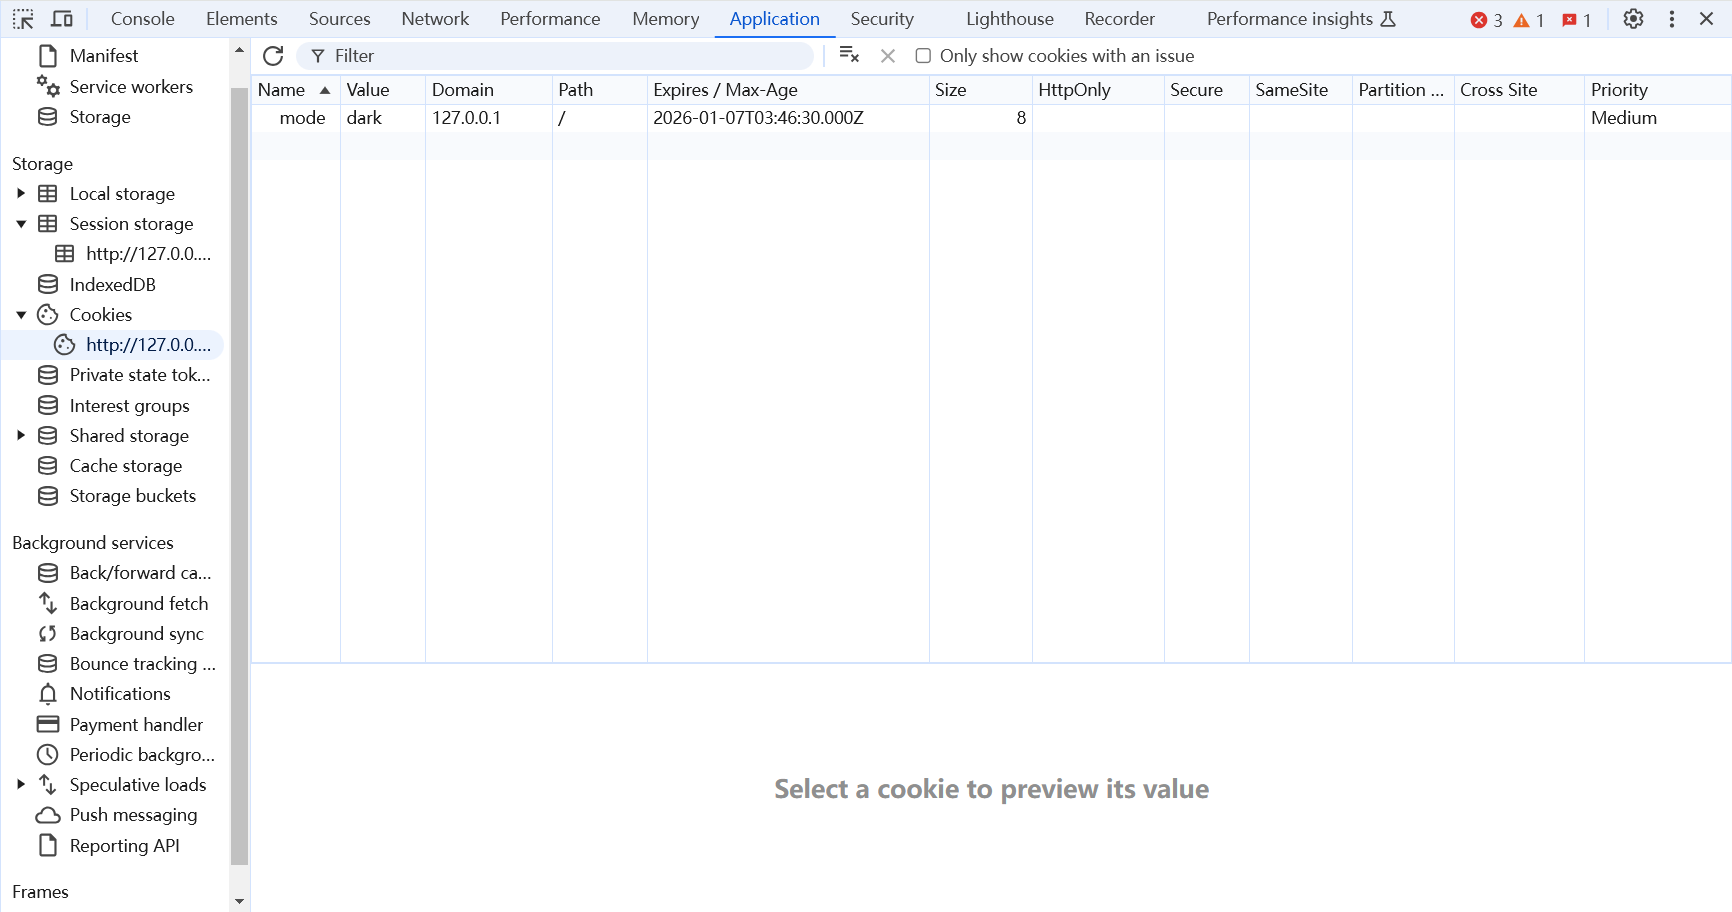 Console Elements Sources Network Performance Memory Application Security Lighthouse Recorder Performance insights 3 1 1
Filter Only show cookies with an issue
Name Value Domain Path Expires / Max-Age Size HttpOnly Secure SameSite Partition ... Cross Site Priority
mode dark 127.0.0.1 / 2026-01-07T03:46:30.000Z 8 Medium
Manifest
Service workers
Storage
Storage
Local storage
Session storage
http://127.0.0....
IndexedDB
Cookies
http://127.0.0....
Private state tok...
Interest groups
Shared storage
Cache storage
Storage buckets
Background services
Back/forward ca...
Background fetch
Background sync
Bounce tracking ...
Notifications
Payment handler
Periodic backgro...
Speculative loads
Push messaging
Reporting API
Frames
Select a cookie to preview its value